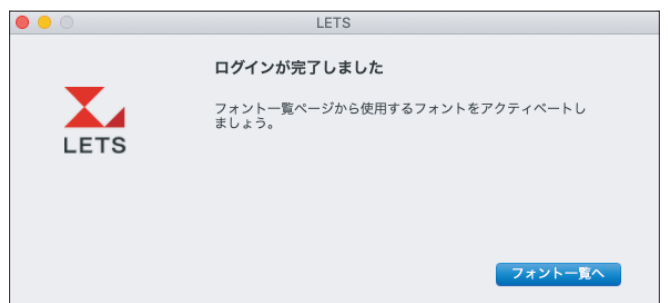 LETS
ログインが完了しました
フォント一覧ページから使用するフォントをアクティベートし
ましょう。
LETS
フォント一覧へ